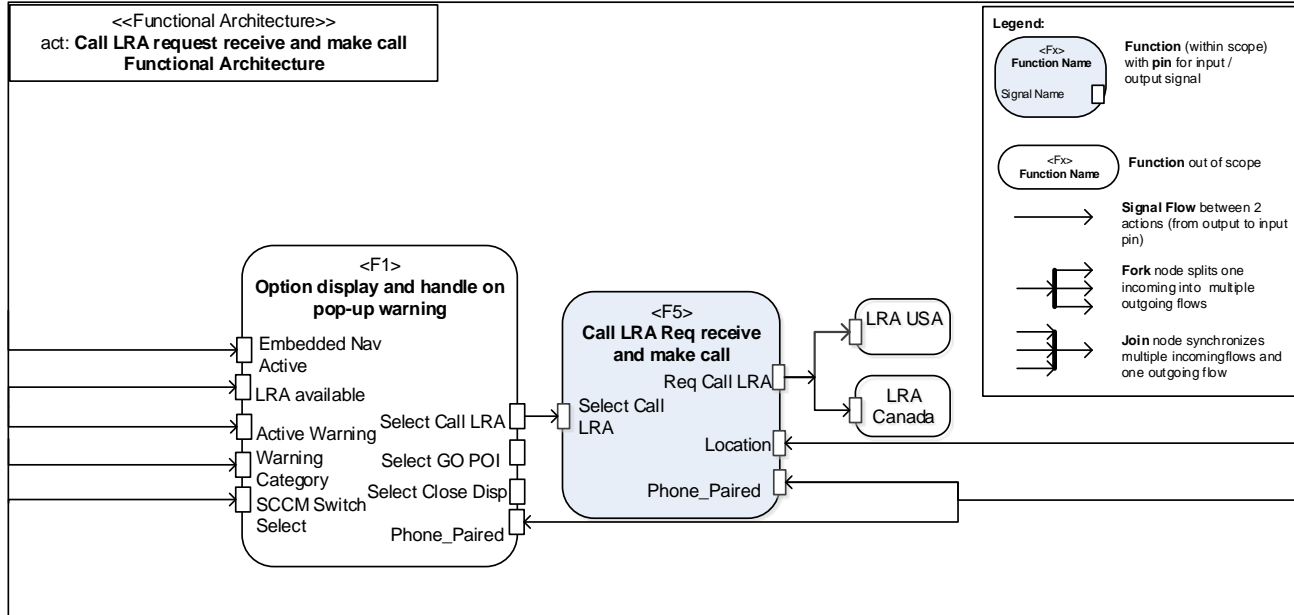 <<Functional Architecture>>
act: Call LRA request receive and make call
Functional Architecture
Legend:
<Fx>
Function Name
Signal Name
Function (within scope)
with pin for input /
output signal
<Fx>
Function Name
Function out of scope
Signal Flow between 2
actions (from output to input
pin)
Fork node splits one
incoming into multiple
outgoing flows
Join node synchronizes
multiple incomingflows and
one outgoing flow
<F1>
Option display and handle on
pop-up warning
Embedded Nav
Active
LRA available
Active Warning
Warning
Category
SCCM Switch
Select
Select Call LRA
Select GO POI
Select Close Disp
Phone_Paired
<F5>
Call LRA Req receive
and make call
Req Call LRA
Select Call
LRA
Location
Phone_Paired
LRA USA
LRA
Canada